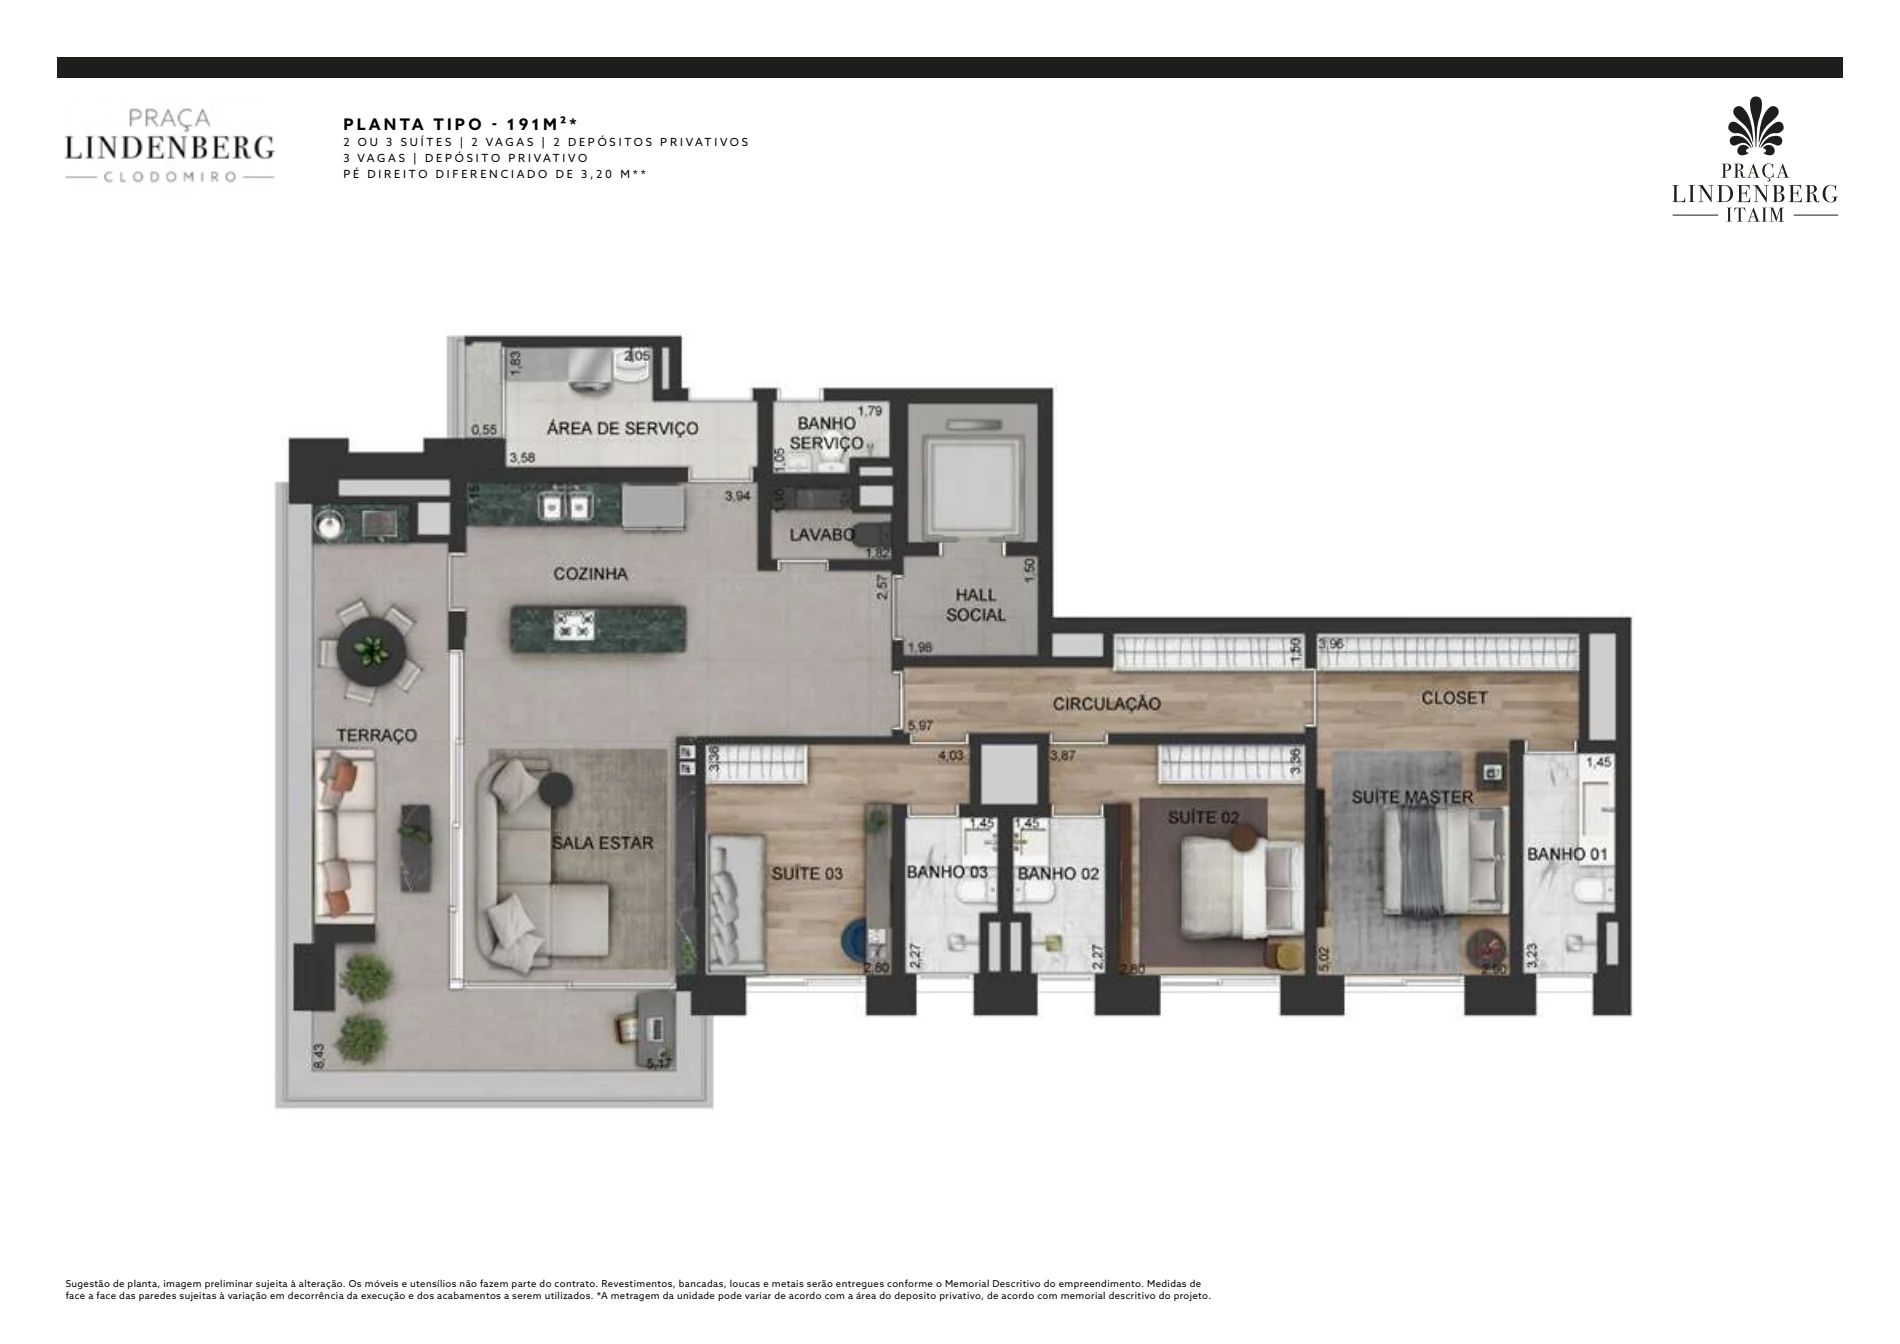 PRAÇA
LINDENBERG
CLODOMIRO
PLANTA TIPO - 191M²*
2 OU 3 SUÍTES | 2 VAGAS | 2 DEPÓSITOS PRIVATIVOS
3 VAGAS | DEPÓSITO PRIVATIVO
PÉ DIREITO DIFERENCIADO DE 3,20 M**
PRAÇA
LINDENBERG
ITAIM
1,83
2,05
0,55
ÁREA DE SERVIÇO
3,58
BANHO
SERVIÇO
1,79
1,05
3,94
LAVABO
1,82
COZINHA
2,57
HALL
SOCIAL
1,50
1,98
CIRCULAÇÃO
1,50
5,97
3,96
CLOSET
TERRAÇO
8,43
5,17
SALA ESTAR
3,36
4,03
SUÍTE 03
2,80
1,45
BANHO 03
2,27
1,45
BANHO 02
2,27
3,87
3,36
SUÍTE 02
2,80
SUÍTE MASTER
5,02
1,45
BANHO 01
3,23
Sugestão de planta, imagem preliminar sujeita à alteração. Os móveis e utensílios não fazem parte do contrato. Revestimentos, bancadas, loucas e metais serão entregues conforme o Memorial Descritivo do empreendimento. Medidas de
face a face das paredes sujeitas à variação em decorrência da execução e dos acabamentos a serem utilizados. *A metragem da unidade pode variar de acordo com a área do deposito privativo, de acordo com memorial descritivo do projeto.